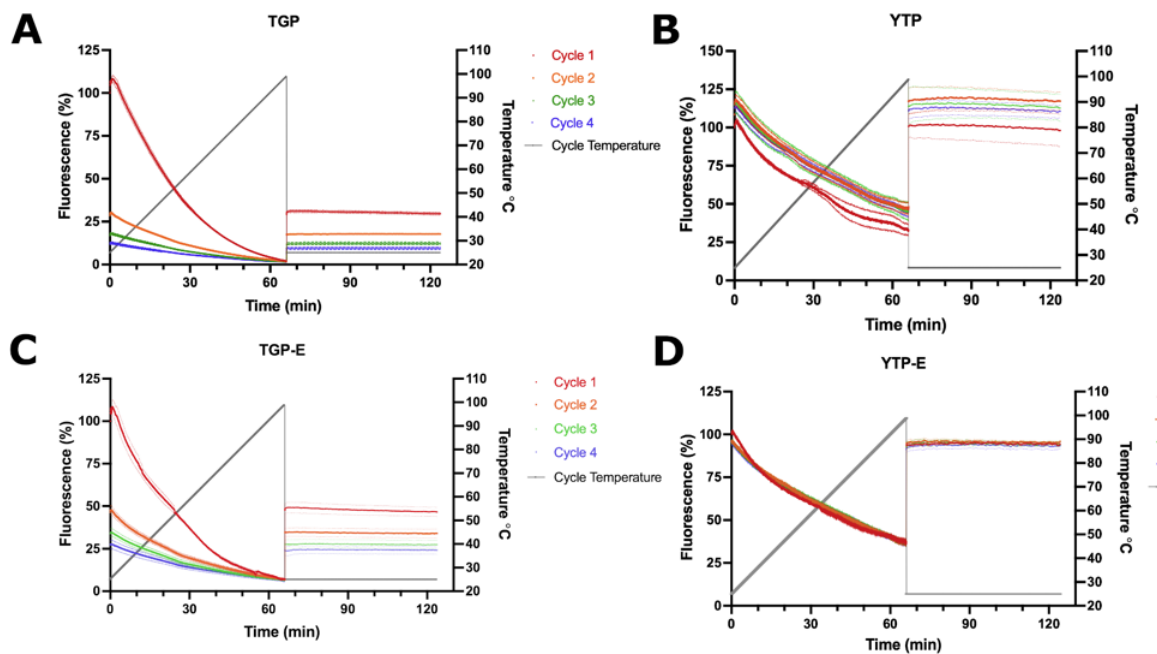 A
TGP
Fluorescence (%)
125
100
75
50
25
0
0
30
60
90
120
Time (min)
110
100
90
80
70
60
50
40
30
20
Temperature °C
Cycle 1
Cycle 2
Cycle 3
Cycle 4
Cycle Temperature
B
YTP
Fluorescence (%)
150
125
100
75
50
25
0
0
30
60
90
120
Time (min)
110
100
90
80
70
60
50
40
30
20
Temperature °C
C
TGP-E
Fluorescence (%)
125
100
75
50
25
0
0
30
60
90
120
Time (min)
110
100
90
80
70
60
50
40
30
20
Temperature °C
Cycle 1
Cycle 2
Cycle 3
Cycle 4
Cycle Temperature
D
YTP-E
Fluorescence (%)
125
100
75
50
25
0
0
30
60
90
120
Time (min)
110
100
90
80
70
60
50
40
30
20
Temperature °C